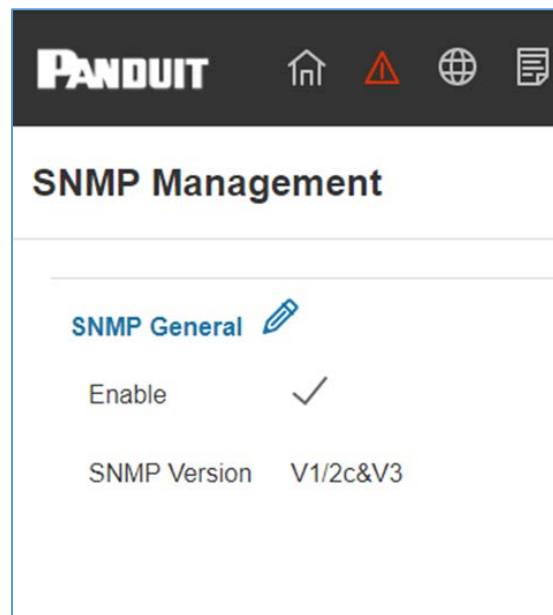 PANDUIT
SNMP Management
SNMP General
Enable
SNMP Version V1/2c&V3